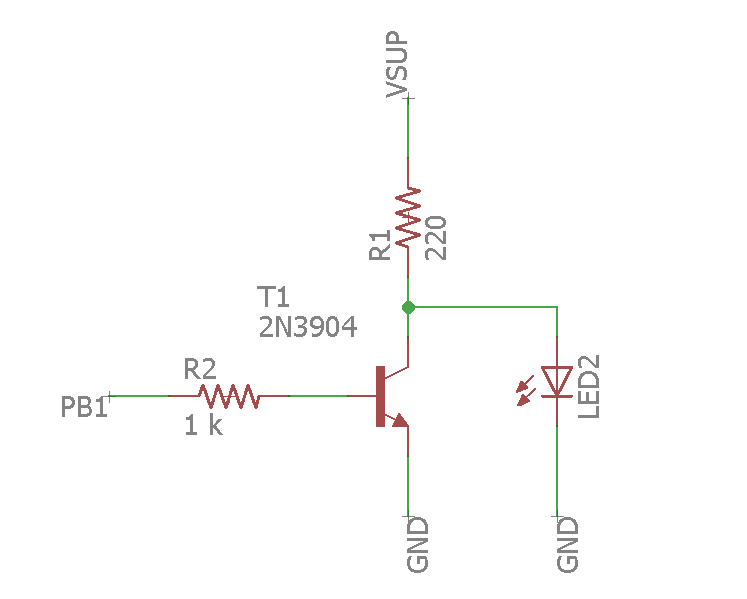 VSUP
R1
220
T1
2N3904
R2
1 k
PB1
LED2
GND
GND